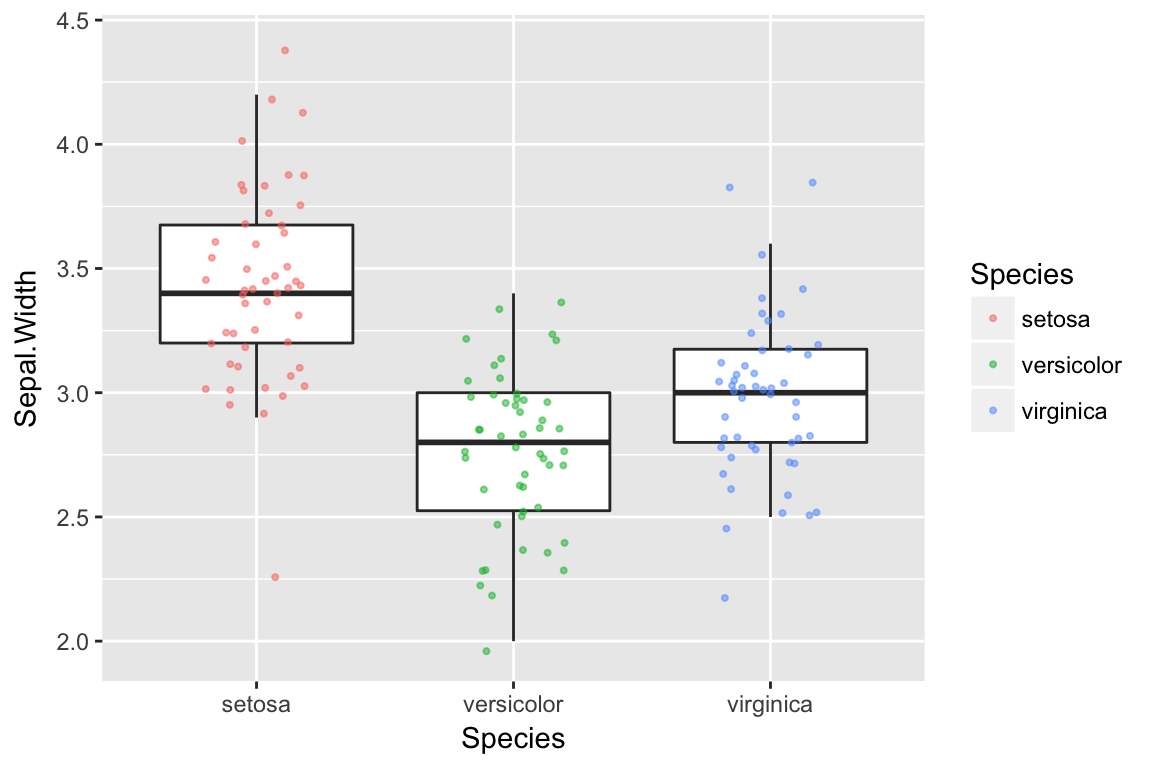 4.5
4.0
3.5
3.0
2.5
2.0
Sepal.Width
setosa
versicolor
virginica
Species
Species
setosa
versicolor
virginica